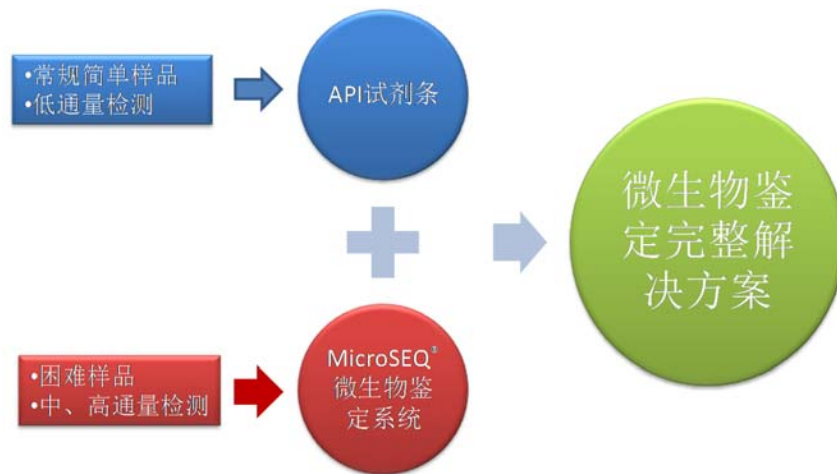 •常规简单样品
•低通量检测
API试剂条
微生物鉴
定完整解
决方案
•困难样品
•中、高通量检测
MicroSEQ®
微生物鉴
定系统